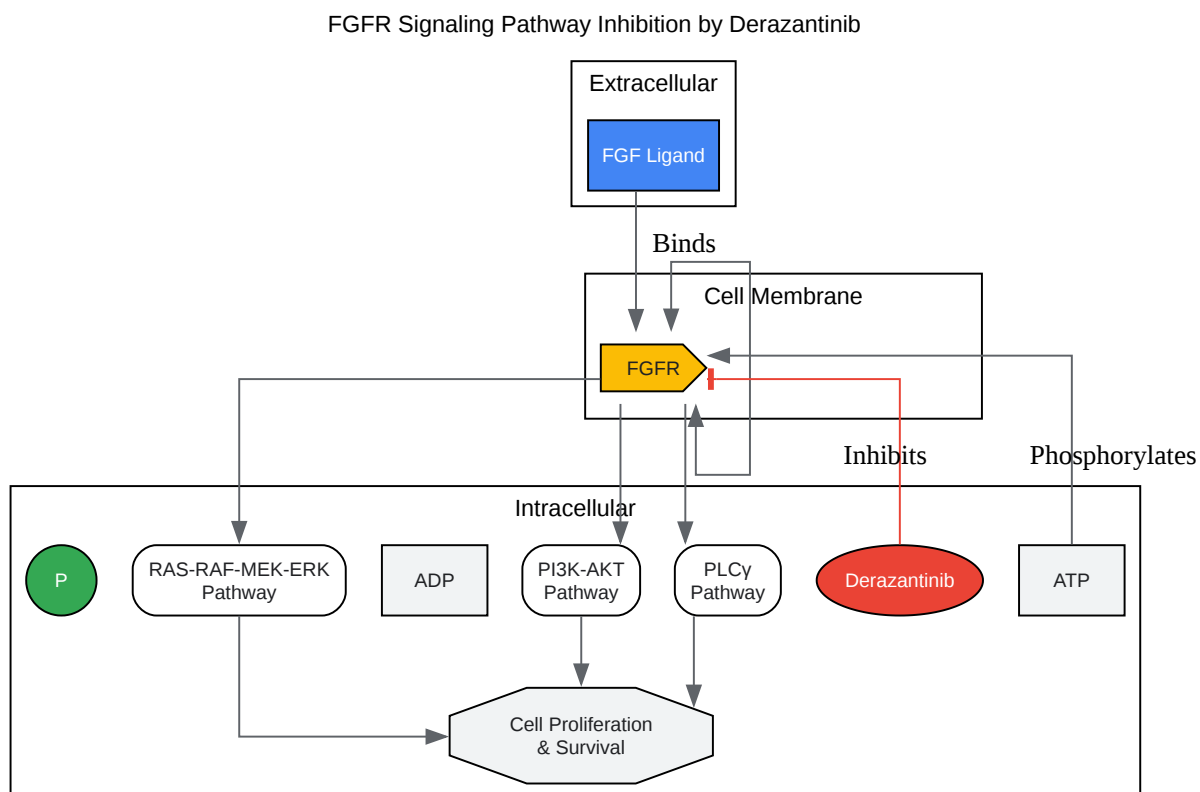 FGFR Signaling Pathway Inhibition by Derazantinib
Extracellular
FGF Ligand
Binds
Cell Membrane
FGFR
Inhibits
Phosphorylates
Intracellular
P
RAS-RAF-MEK-ERK
Pathway
ADP
PI3K-AKT
Pathway
PLCγ
Pathway
Derazantinib
ATP
Cell Proliferation
& Survival